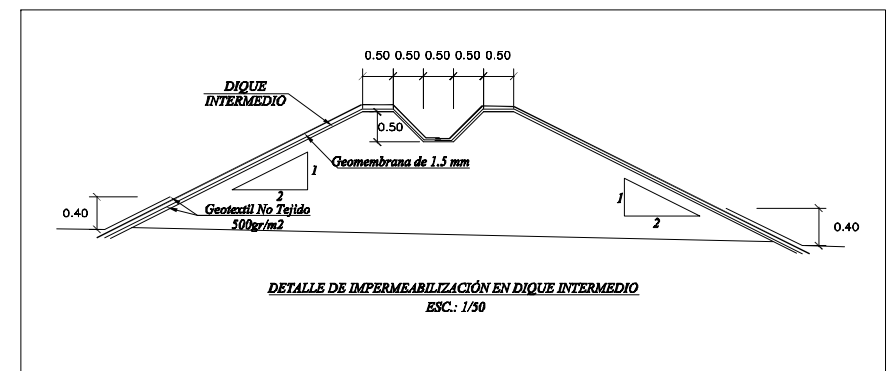 0.50 0.50 0.50 0.50 0.50
DIQUE
INTERMEDIO
0.50
Geomembrana de 1.5 mm
1
2
1
2
0.40
Geotextil No Tejido
500gr/m2
0.40
DETALLE DE IMPERMEABILIZACIÓN EN DIQUE INTERMEDIO
ESC.: 1/50